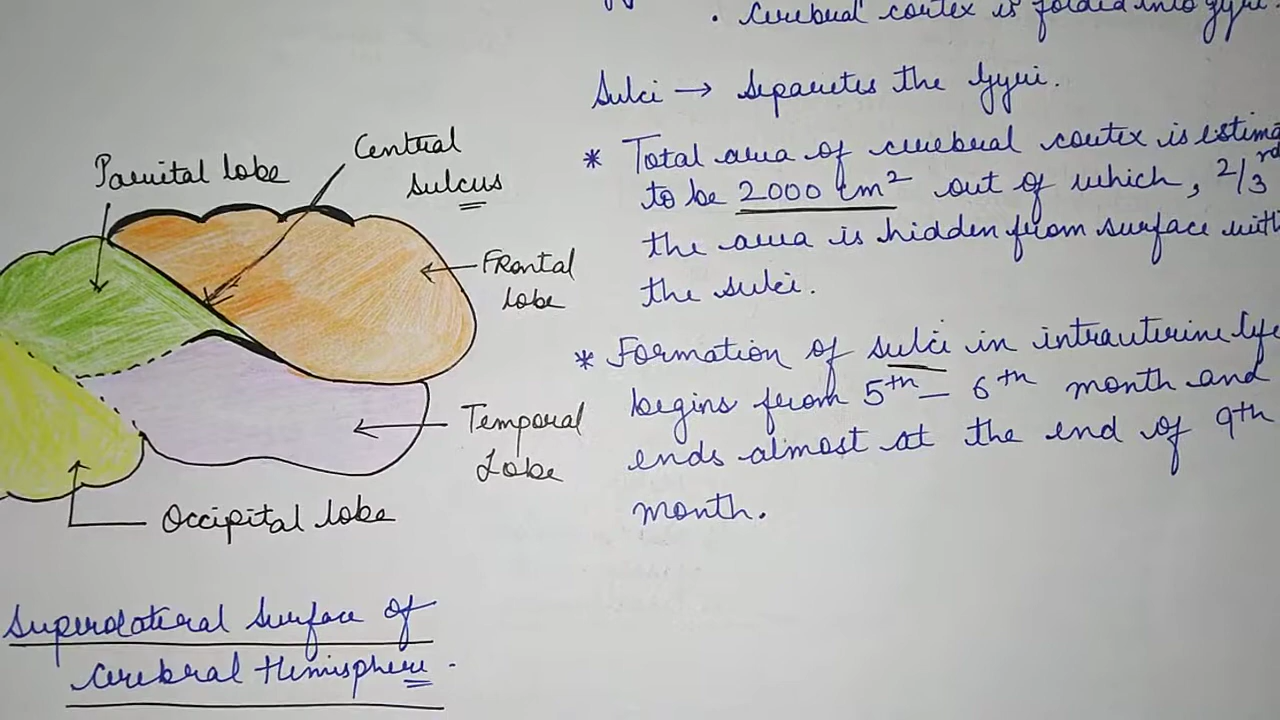 . Cerebral cortex is folded into gyri.
Sulci → Separetes the Gyri.
* Total area of cerebral cortex is estima
to be 2000 cm² out of which, 2/3rd
the area is hidden from surface with
the sulci.
* Formation of sulci in intrauterine life
begins from 5th – 6th month and
ends almost at the end of 9th
month.
Parital lobe
Central
Sulcus
Frontal
lobe
Temporal
Lobe
Occipital lobe
Superolateral Surface of
Cerebral Hemisphere.